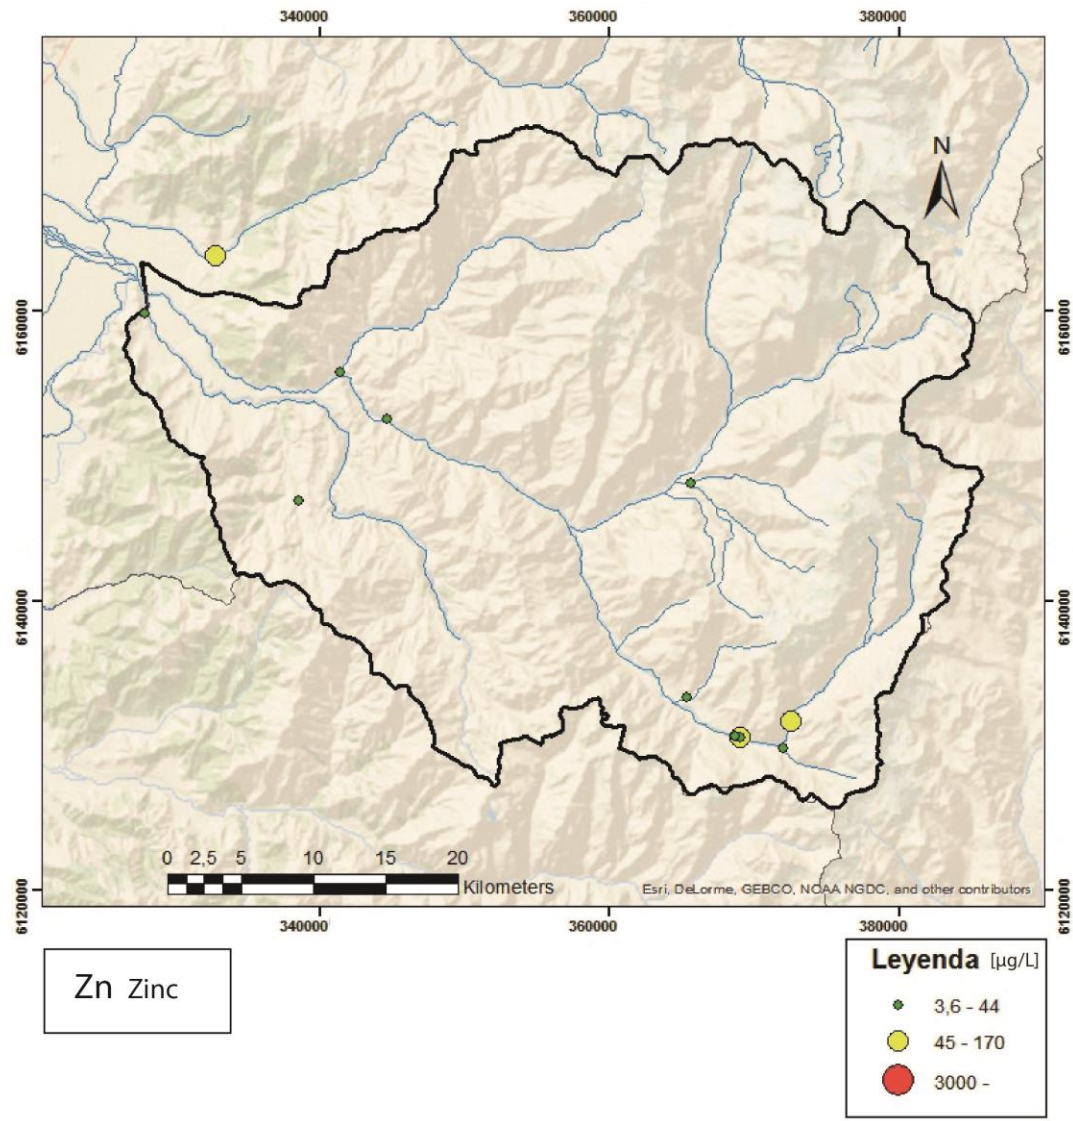 340000 360000 380000
N
6160000 6160000
6140000 6140000
0 2,5 5 10 15 20
Kilometers
Esri, DeLorme, GEBCO, NOAA NGDC, and other contributors
6120000 6120000
340000 360000 380000
Zn Zinc
Leyenda [µg/L]
3,6 - 44
45 - 170
3000 -